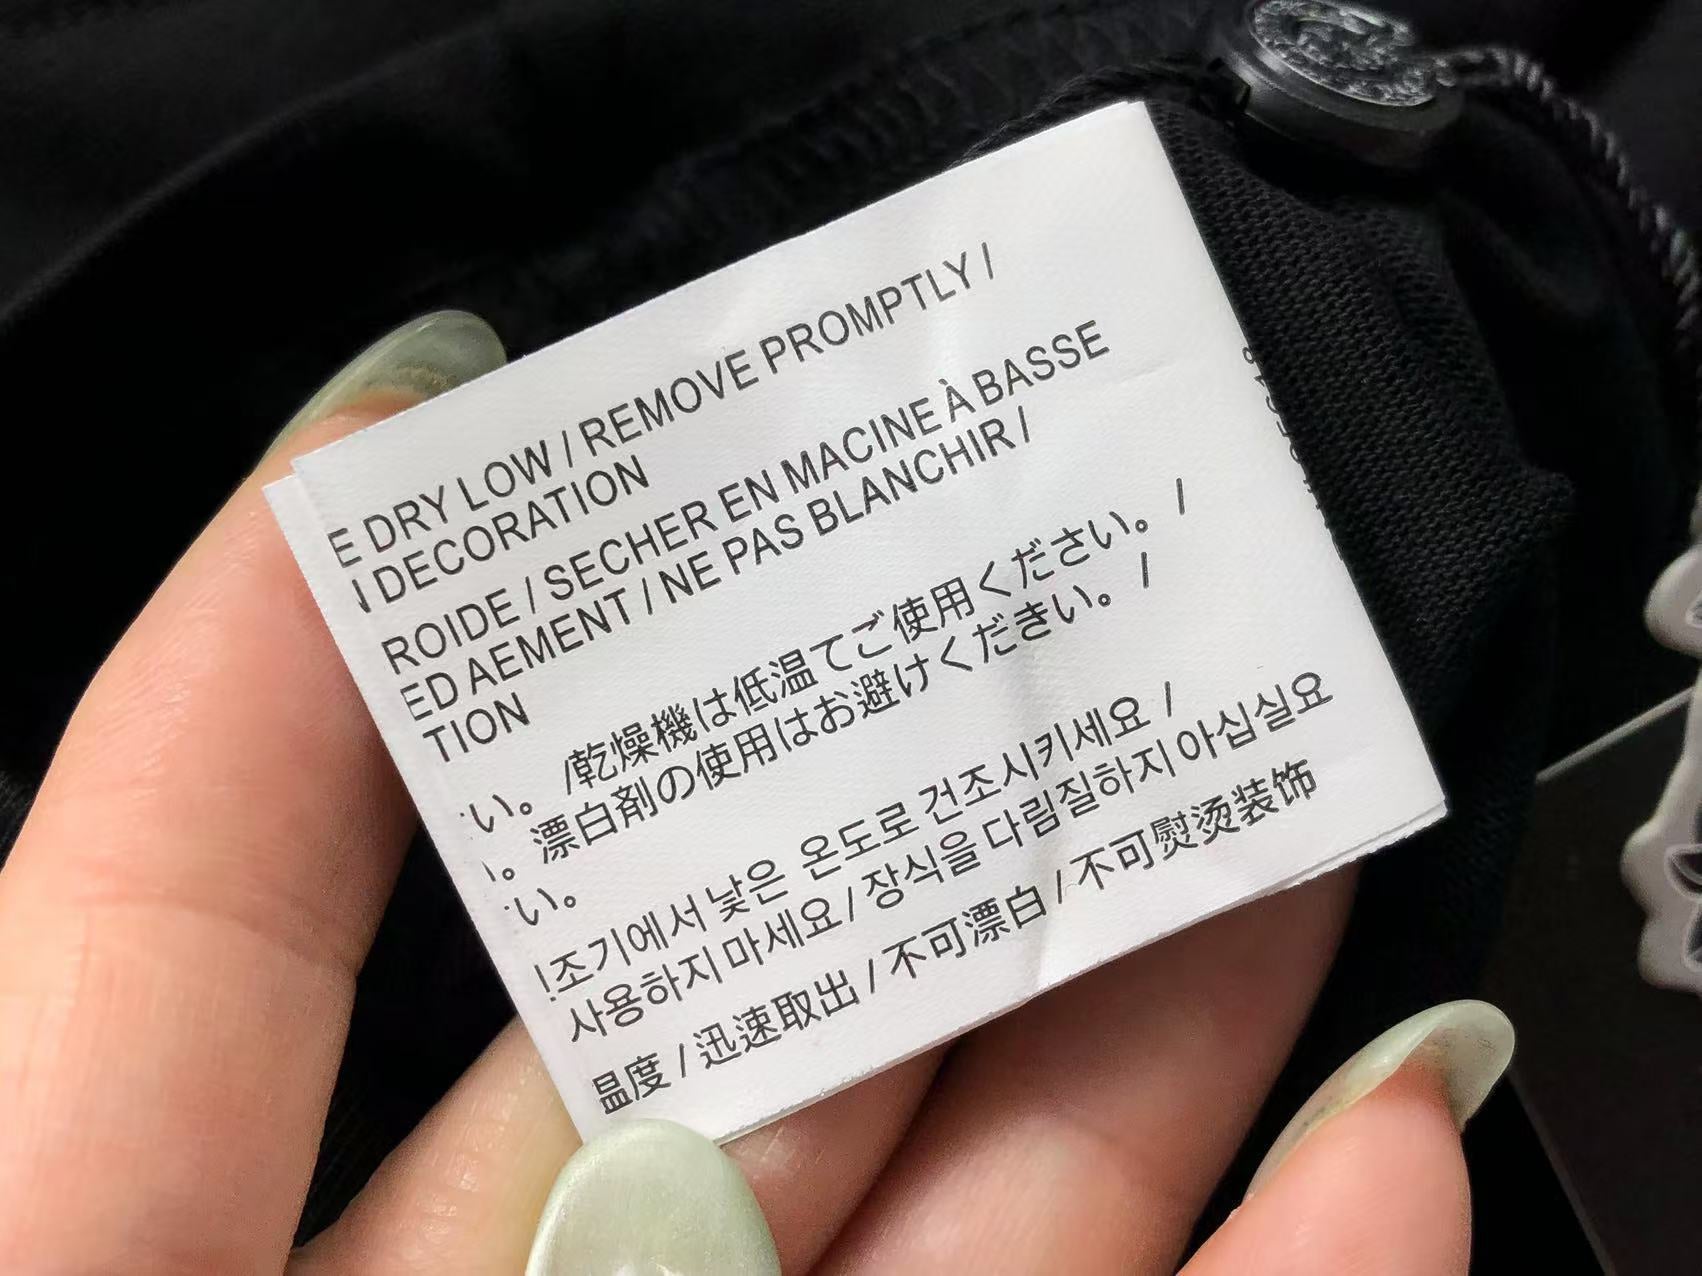 E DRY LOW / REMOVE PROMPTLY /
DECORATION
ROIDE / SECHER EN MACINE À BASSE
ED AEMENT / NE PAS BLANCHIR /
TION
い。 /乾燥機は低温てご使用ください。 /
。漂白剤の使用はお避けくだきい。 /
い。
조기에서 낮은 온도로 건조시키세요 /
사용하지 마세요 / 장식을 다림질하지 아십실요
温度 / 迅速取出 / 不可漂白 / 不可熨烫装饰